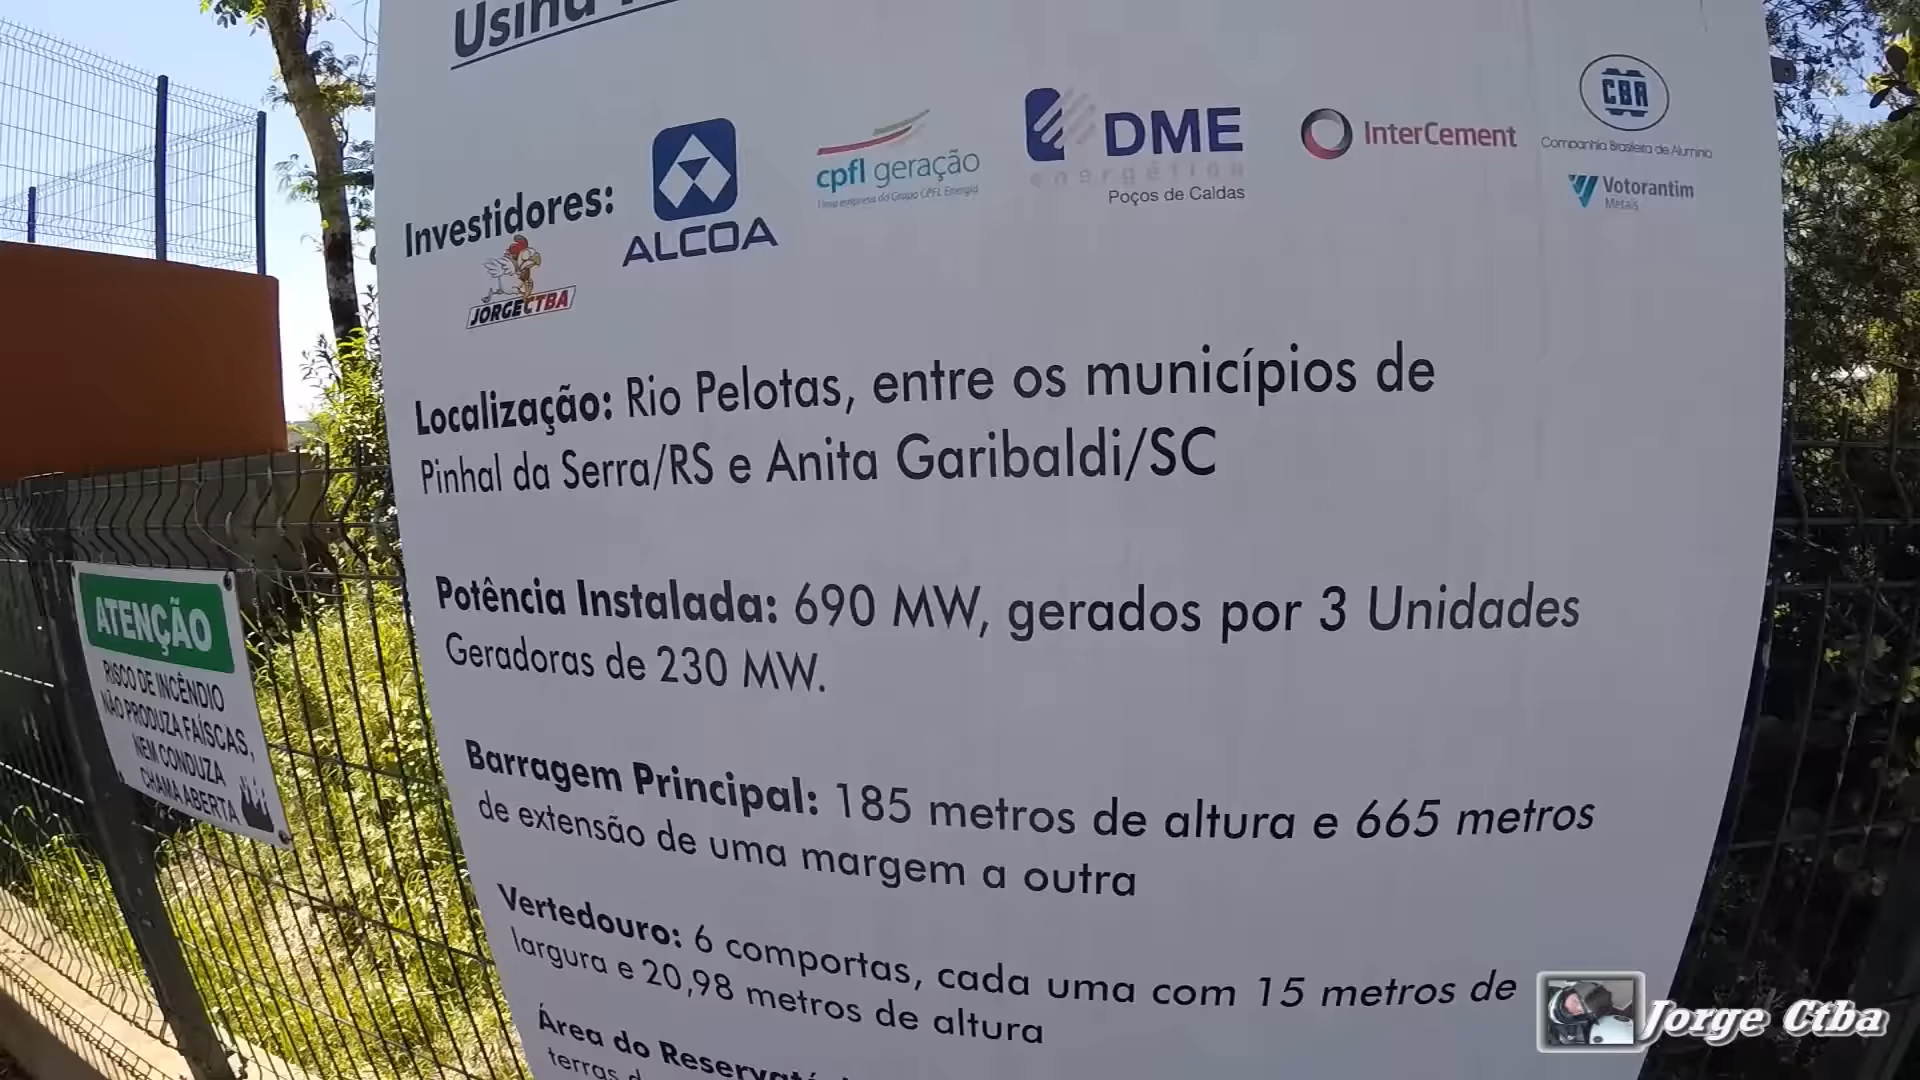 Usina
Investidores:
ALCOA
cpfl geração
Uma empresa do Grupo CPFL Energia
DME
energética
Poços de Caldas
InterCement
CBA
Companhia Brasileira de Alumínio
Votorantim
Metais
JORGECTBA
Localização: Rio Pelotas, entre os municípios de
Pinhal da Serra/RS e Anita Garibaldi/SC
Potência Instalada: 690 MW, gerados por 3 Unidades
Geradoras de 230 MW.
Barragem Principal: 185 metros de altura e 665 metros
de extensão de uma margem a outra
Vertedouro: 6 comportas, cada uma com 15 metros de
largura e 20,98 metros de altura
Área do
terras
ATENÇÃO
RISCO DE INCÊNDIO
NÃO PRODUZA FAÍSCAS,
NEM CONDUZA
CHAMA ABERTA
Jorge Ctba